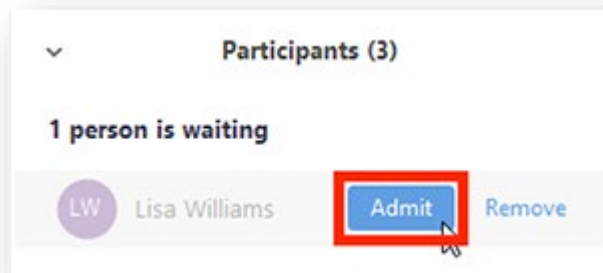 Participants (3)
1 person is waiting
LW Lisa Williams Admit Remove